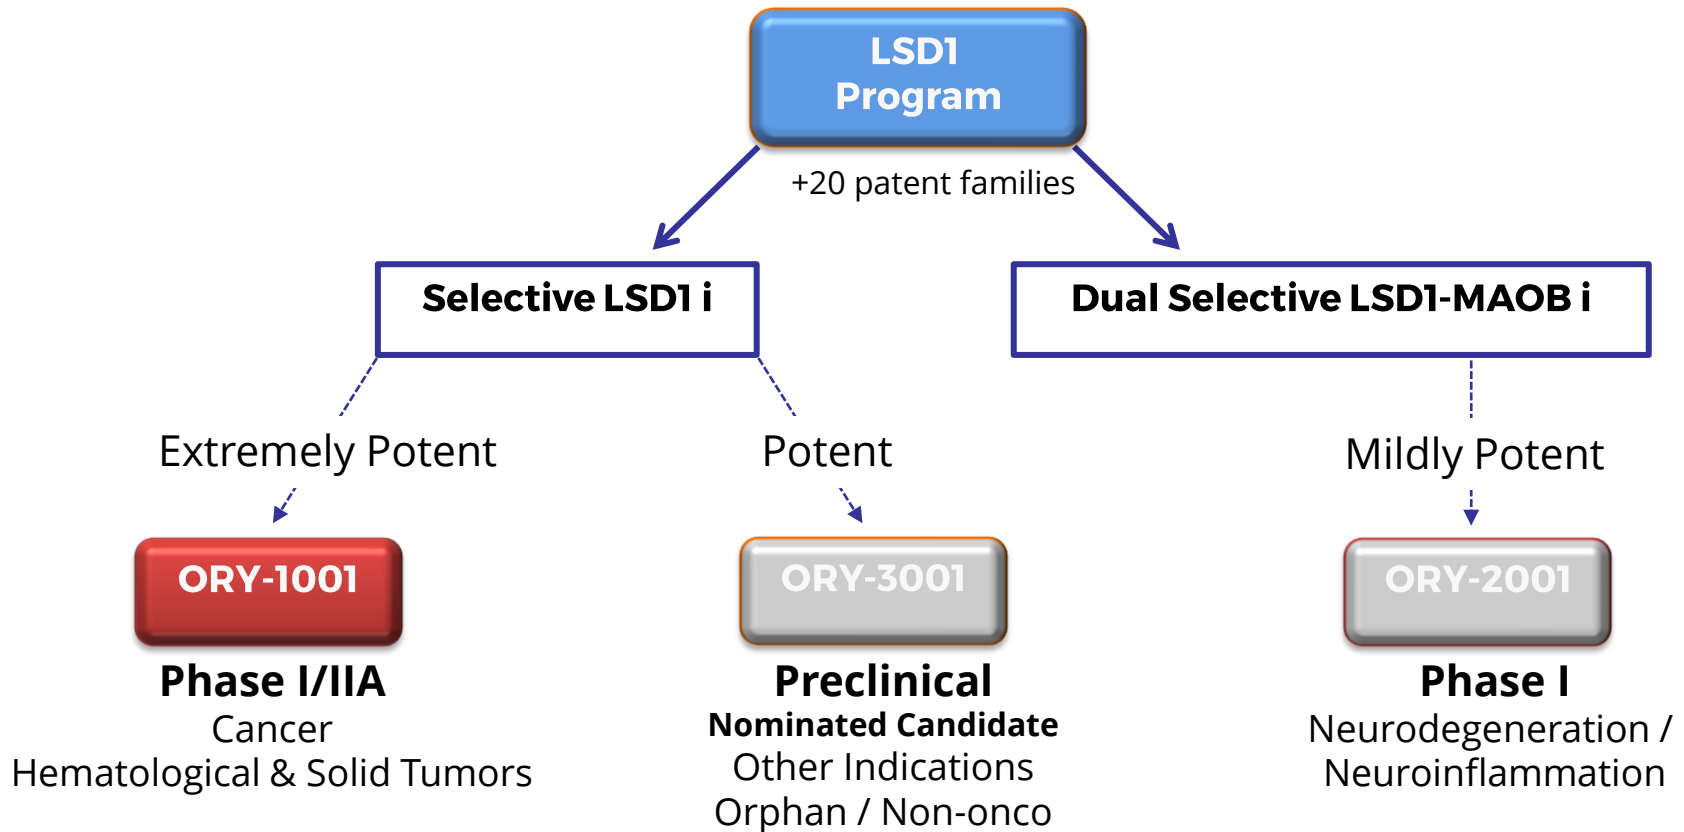 LSD1
Program
+20 patent families
Selective LSD1 i
Dual Selective LSD1-MAOB i
Extremely Potent
Potent
Mildly Potent
ORY-1001
ORY-3001
ORY-2001
Phase I/IIA
Cancer
Hematological & Solid Tumors
Preclinical
Nominated Candidate
Other Indications
Orphan / Non-onco
Phase I
Neurodegeneration /
Neuroinflammation